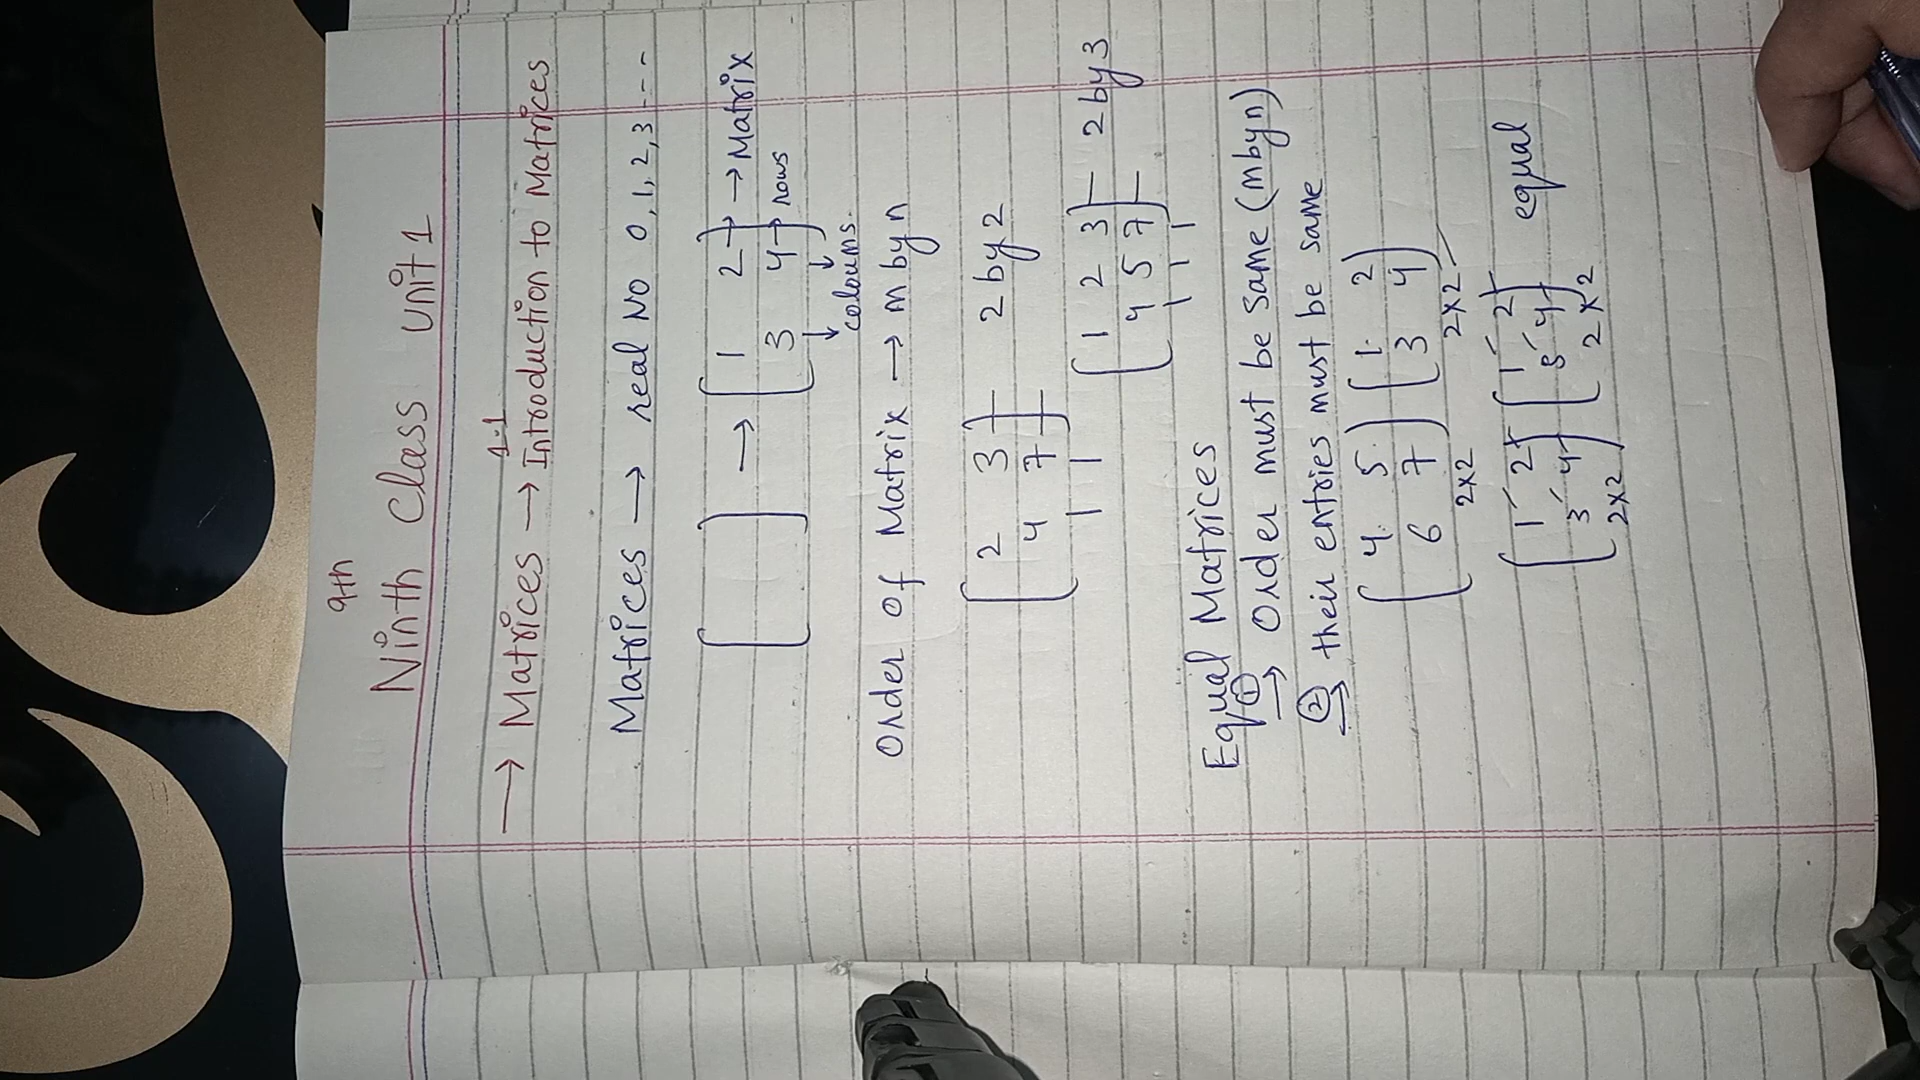 9th
Ninth Class Unit 1
1.1
→ Matrices → Introduction to Matrices
Matrices → real No 0, 1, 2, 3 ---
[ ] → [ 1 2 ] → Matrix
3 4 rows
coloums.
Order of Matrix → m by n
[ 2 3 ] 2 by 2
4 7
[ 1 2 3 ] 2 by 3
4 5 7
Equal Matrices
① → Order must be same (m by n)
② → their entries must be same
[ 4 5 ] [ 1 2 ]
6 7 3 4
2x2 2x2
[ 1 2 ] [ 1 2 ] equal
3 4 4
2x2 2x2